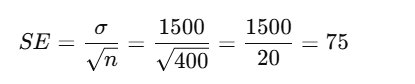 SE = σ/√n = 1500/√400 = 1500/20 = 75